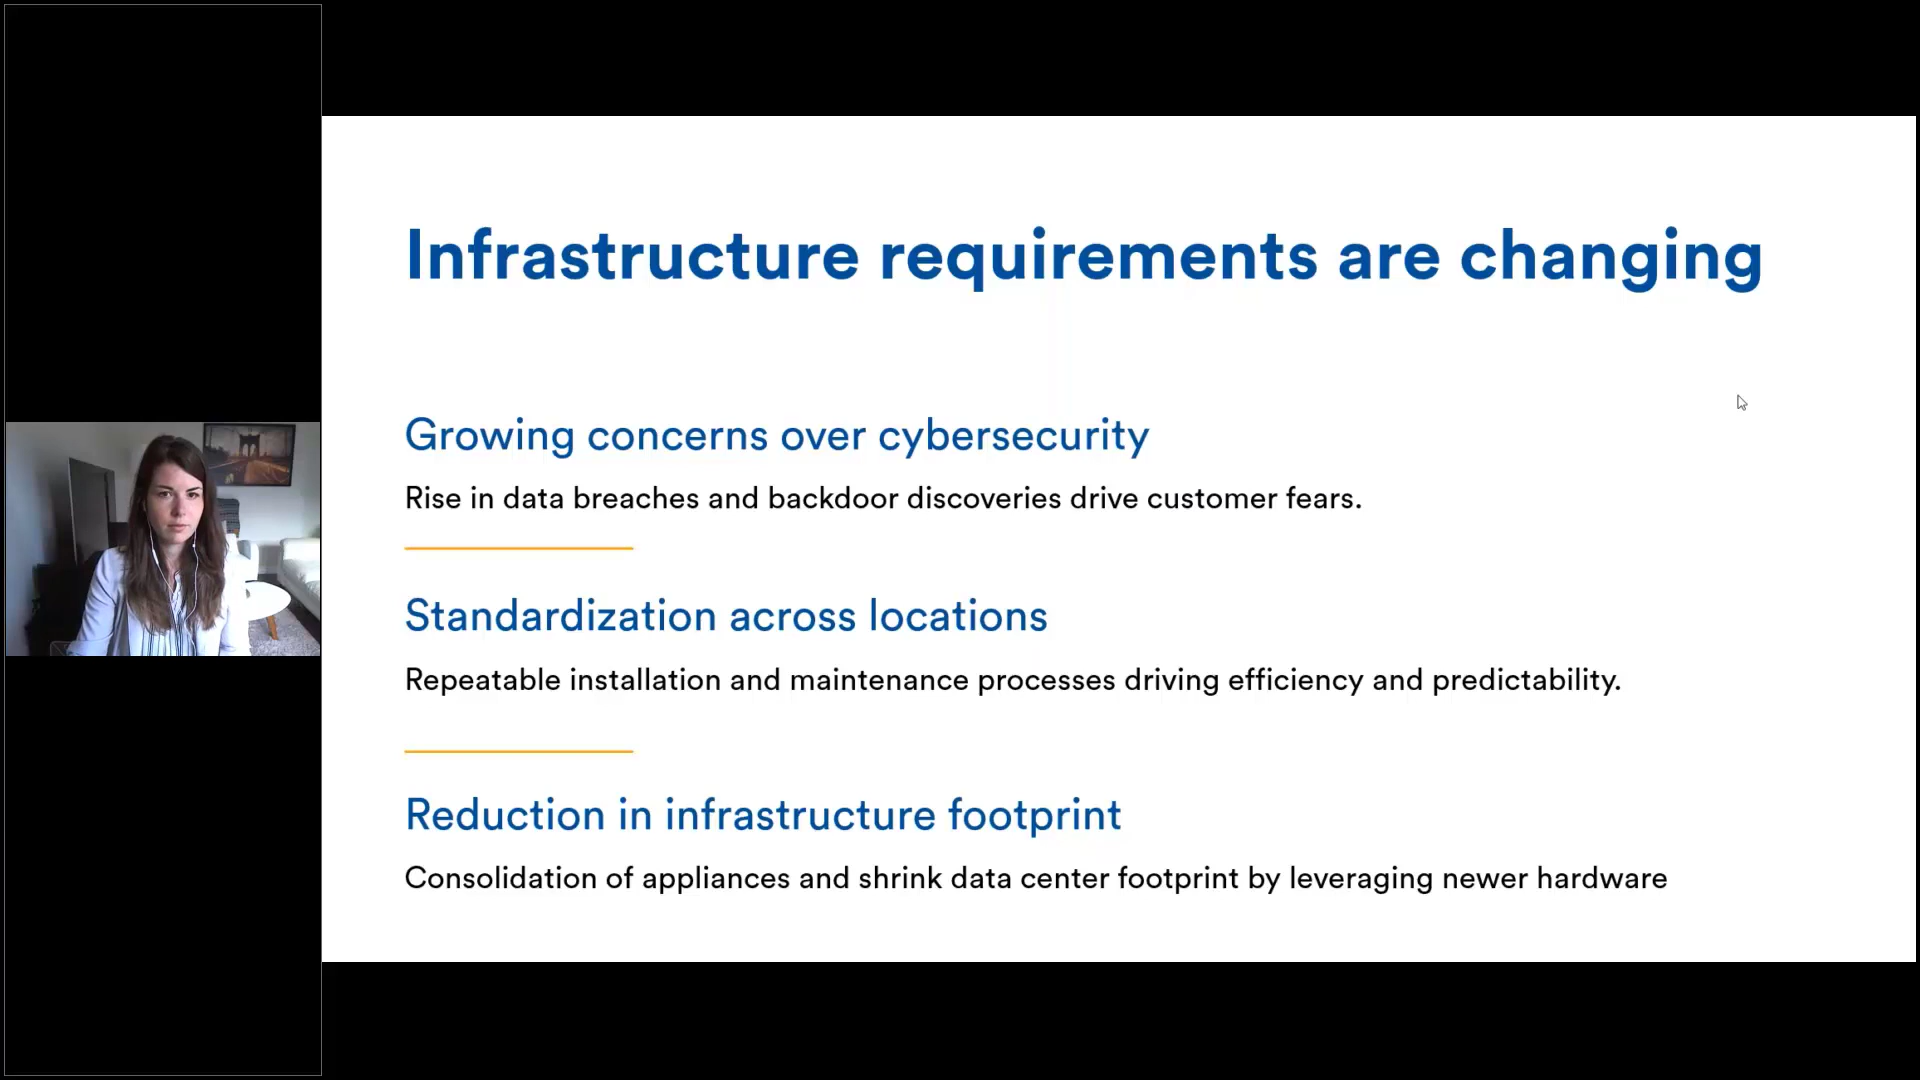 Infrastructure requirements are changing
Growing concerns over cybersecurity
Rise in data breaches and backdoor discoveries drive customer fears.
Standardization across locations
Repeatable installation and maintenance processes driving efficiency and predictability.
Reduction in infrastructure footprint
Consolidation of appliances and shrink data center footprint by leveraging newer hardware